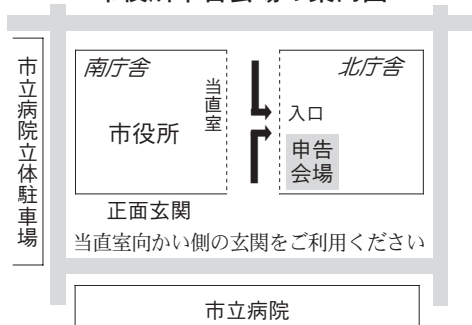 市役所申告会場の案内図
南庁舎
北庁舎
市立病院立体駐車場
当直室
入口
市役所
申告
会場
正面玄関
当直室向かい側の玄関をご利用ください
市立病院